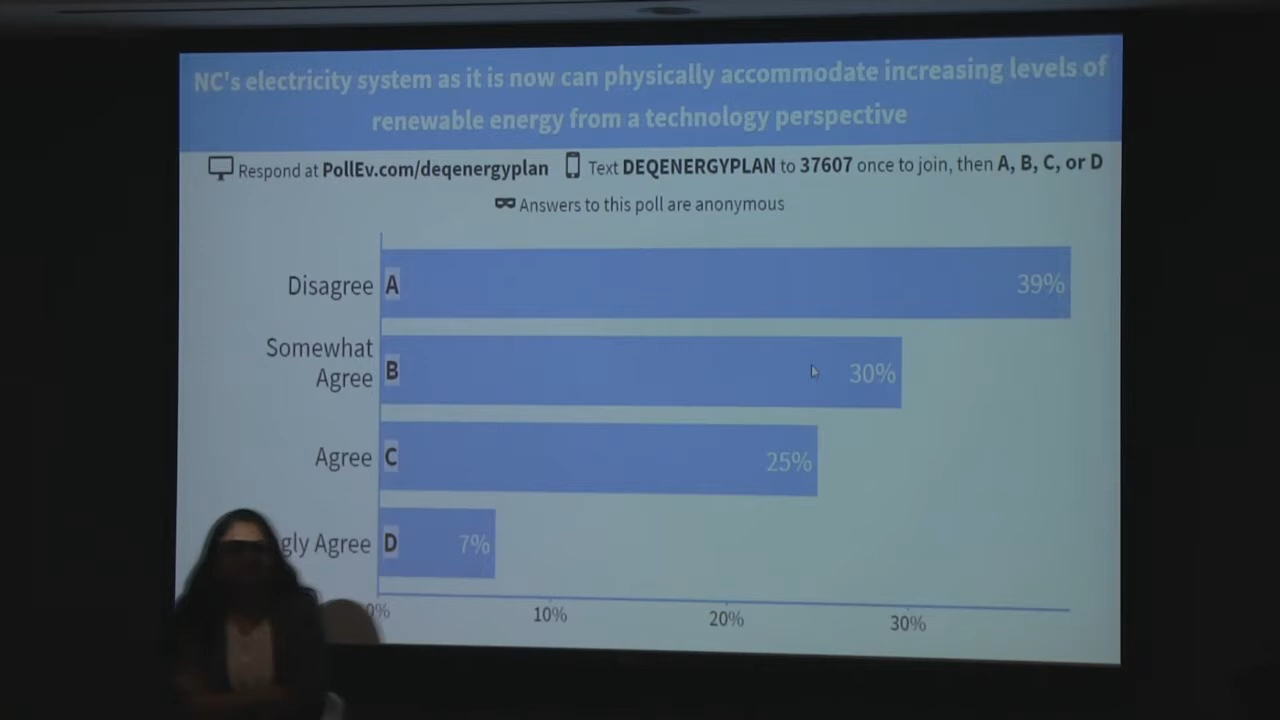 NC's electricity system as it is now can physically accommodate increasing levels of
renewable energy from a technology perspective
Respond at PollEv.com/deqenergyplan Text DEQENERGYPLAN to 37607 once to join, then A, B, C, or D
Answers to this poll are anonymous
Disagree A 39%
Somewhat
Agree B 30%
Agree C 25%
gly Agree D 7%
0% 10% 20% 30%